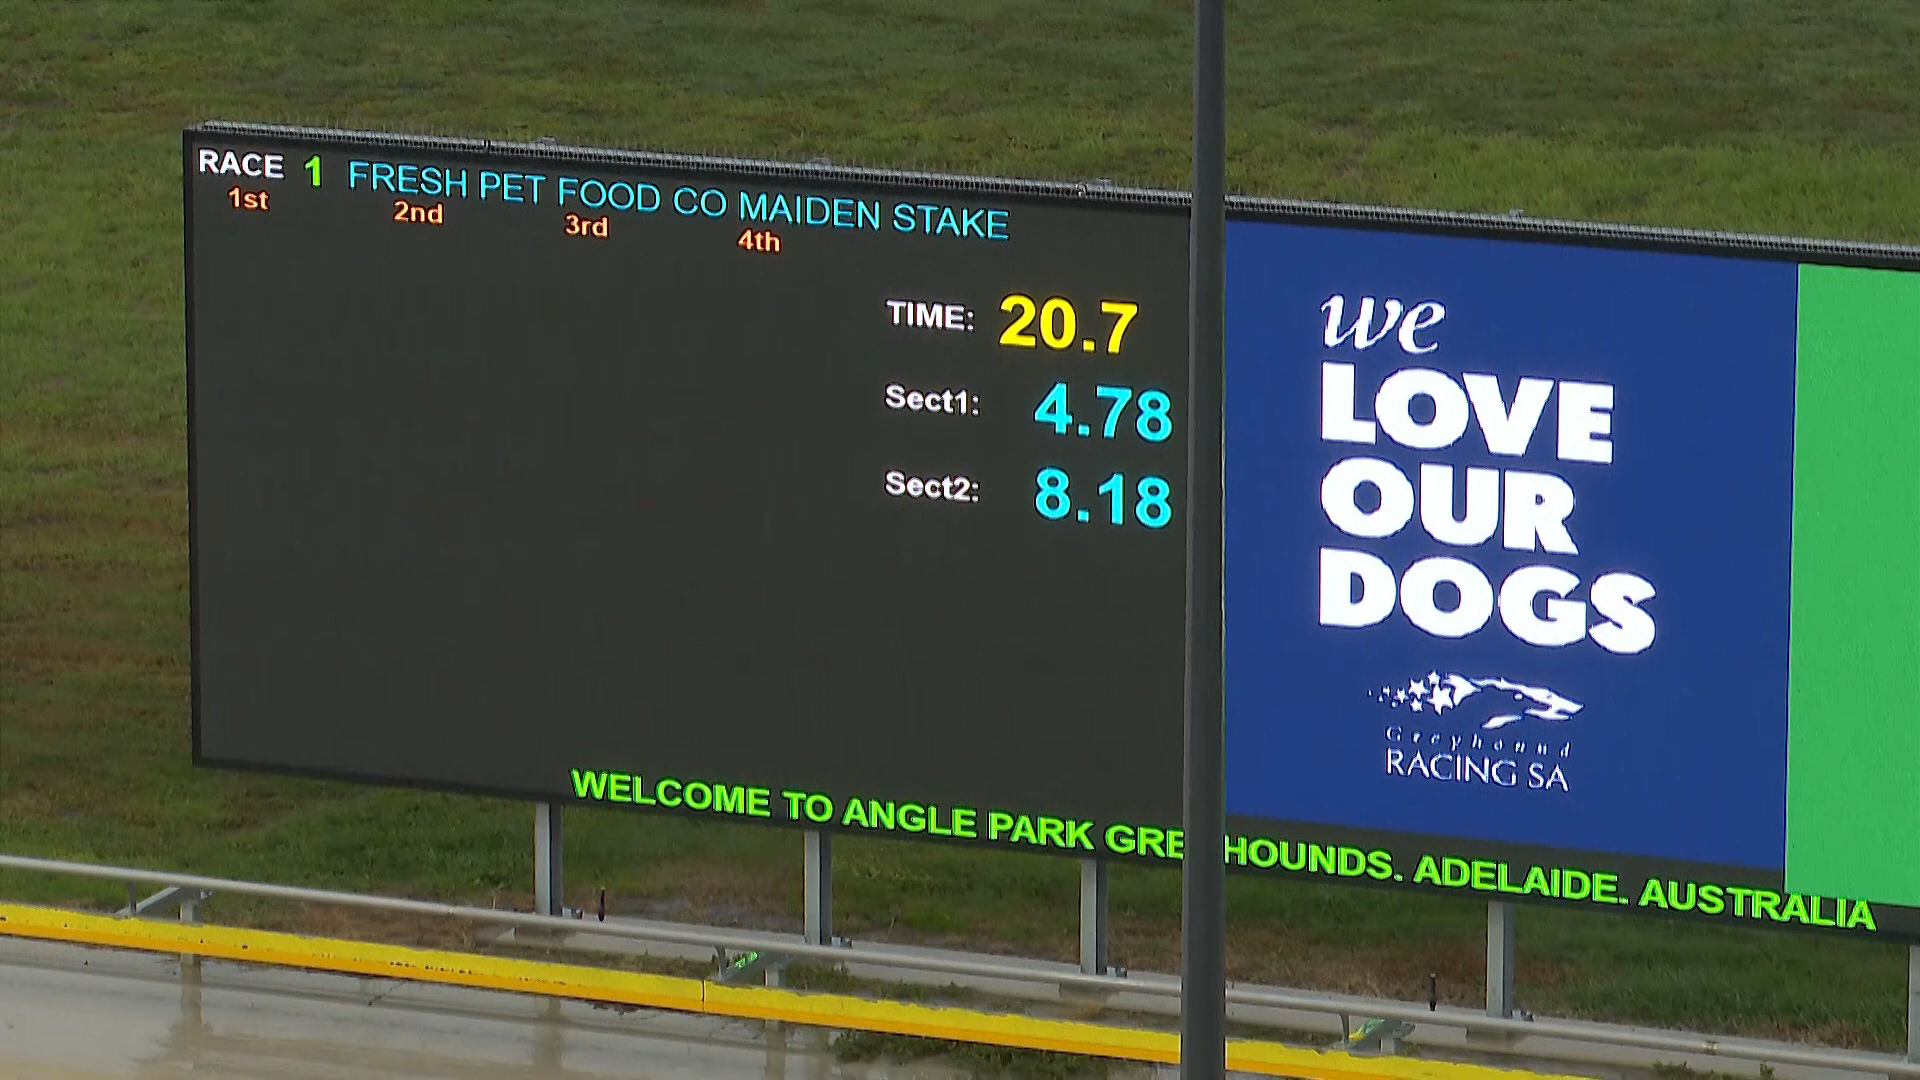 RACE 1 FRESH PET FOOD CO MAIDEN STAKE
1st 2nd 3rd 4th
TIME: 20.7
Sect1: 4.78
Sect2: 8.18
we
LOVE
OUR
DOGS
Greyhound
RACING SA
WELCOME TO ANGLE PARK GRE HOUNDS. ADELAIDE. AUSTRALIA